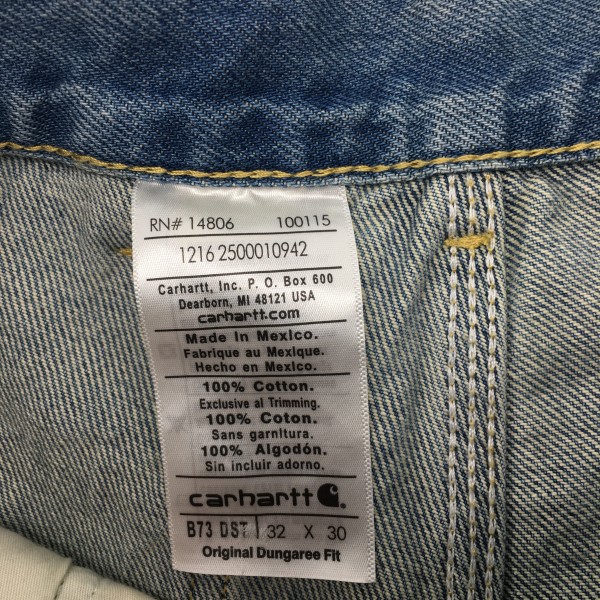 RN# 14806 100115
1216 2500010942
Carhartt, Inc. P. O. Box 600
Dearborn, MI 48121 USA
carhartt.com
Made in Mexico.
Fabrique au Mexique.
Hecho en Mexico.
100% Cotton.
Exclusive al Trimming.
100% Coton.
Sans garnitura.
100% Algodón.
Sin incluir adorno.
carhartt
B73 DST 32 X 30
Original Dungaree Fit